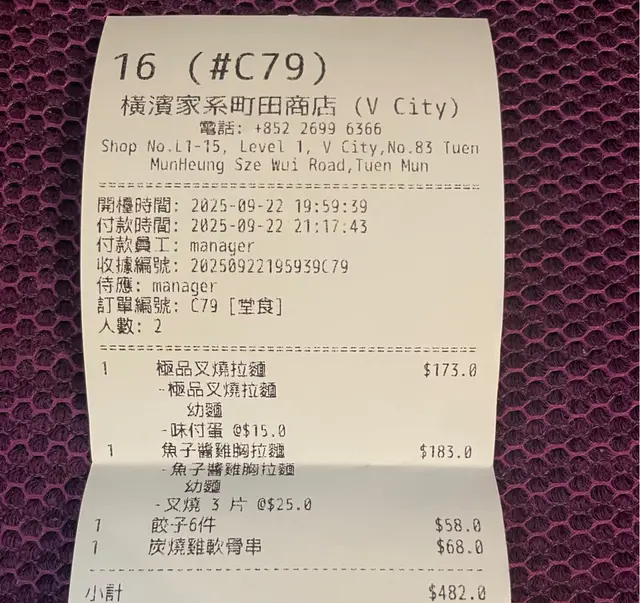 16 (#C79)
橫濱家系町田商店 (V City)
電話: +852 2699 6366
Shop No.L1-15, Level 1, V City,No.83 Tuen
MunHeung Sze Wui Road,Tuen Mun
開檯時間: 2025-09-22 19:59:39
付款時間: 2025-09-22 21:17:43
付款員工: manager
收據編號: 20250922195939C79
侍應: manager
訂單編號: C79 [堂食]
人數: 2
1 極品叉燒拉麵 $173.0
-極品叉燒拉麵
幼麵
-味付蛋 @$15.0
1 魚子醬雞胸拉麵 $183.0
-魚子醬雞胸拉麵
幼麵
-叉燒 3 片 @$25.0
1 餃子6件 $58.0
1 炭燒雞軟骨串 $68.0
小計 $482.0